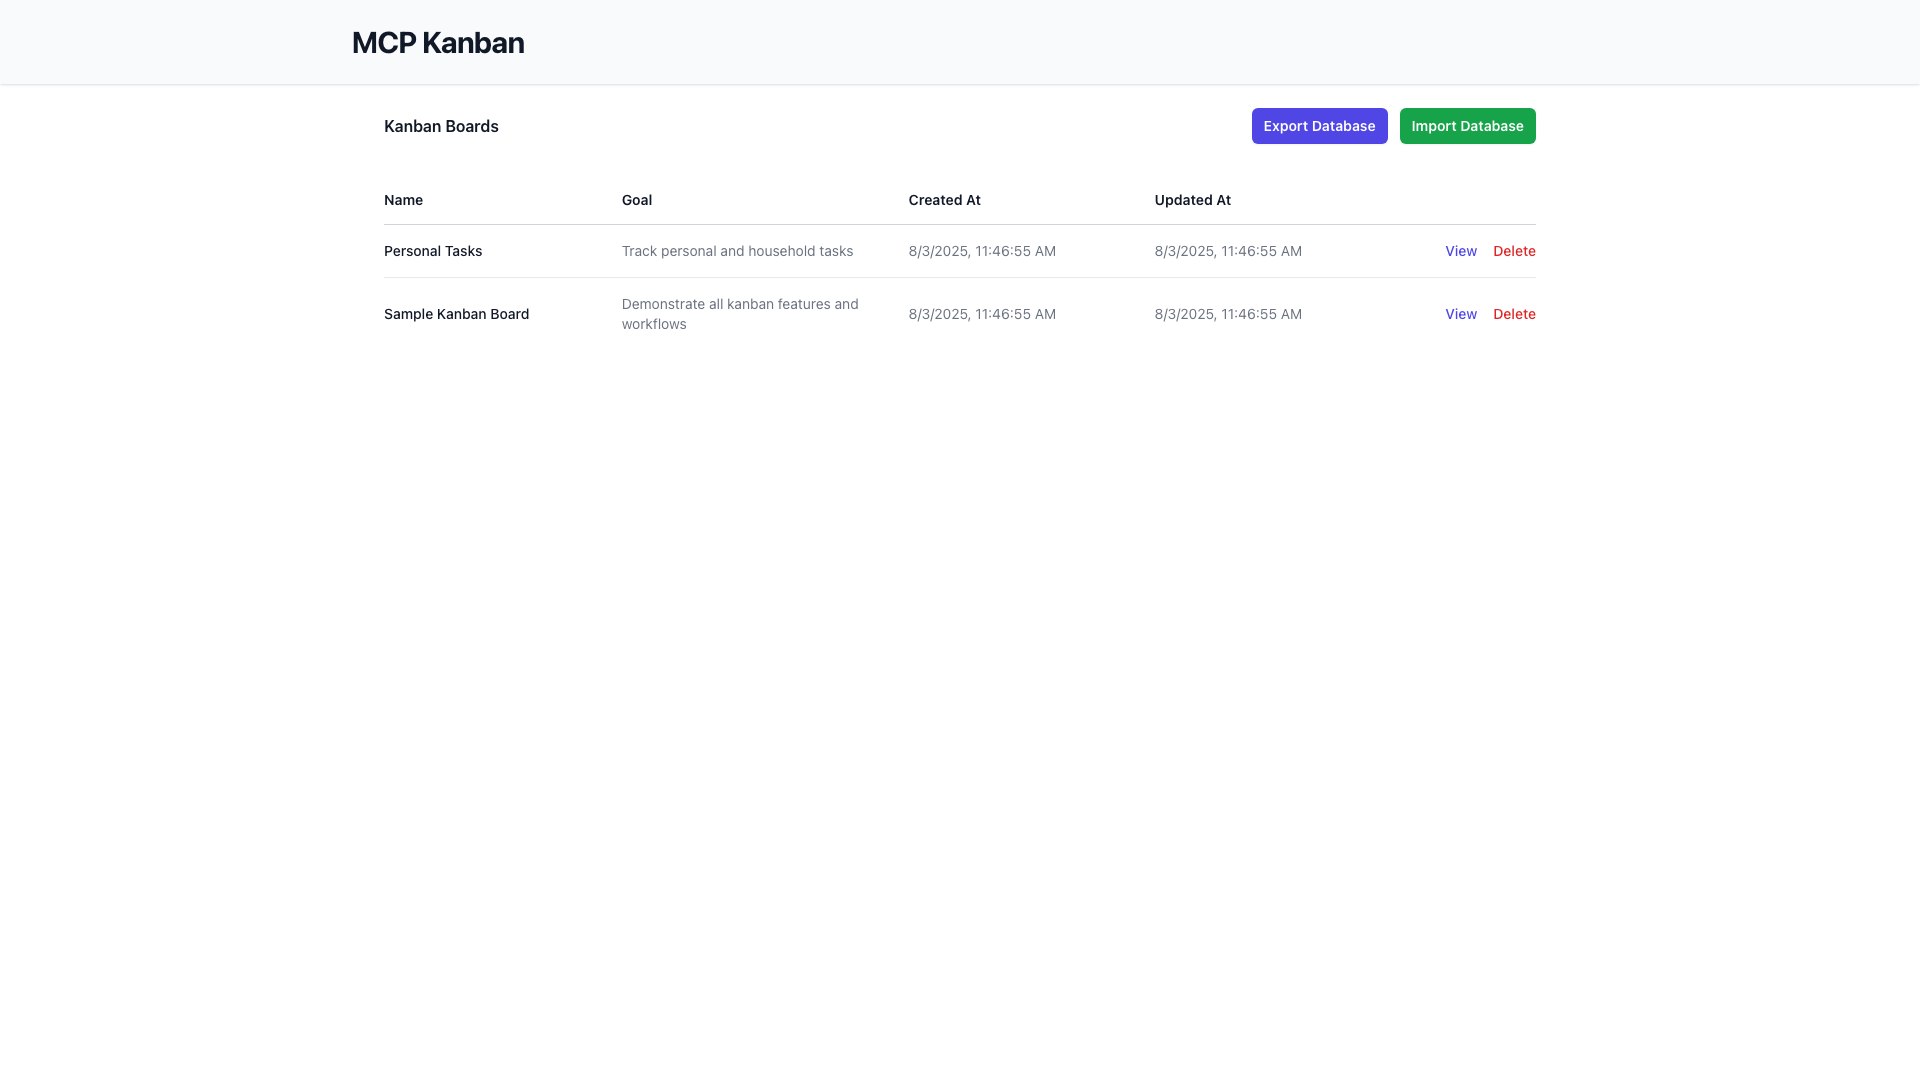 MCP Kanban
Kanban Boards
Export Database
Import Database
Name Goal Created At Updated At
Personal Tasks Track personal and household tasks 8/3/2025, 11:46:55 AM 8/3/2025, 11:46:55 AM View Delete
Sample Kanban Board Demonstrate all kanban features and
workflows 8/3/2025, 11:46:55 AM 8/3/2025, 11:46:55 AM View Delete